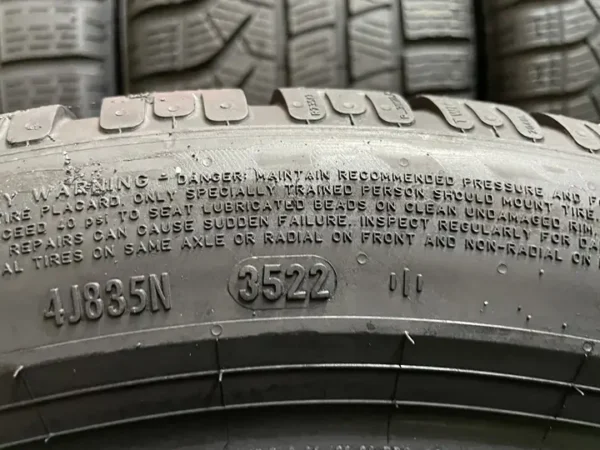 WARNING - DANGER: MAINTAIN RECOMMENDED PRESSURE AND
TIRE PLACARD. ONLY SPECIALLY TRAINED PERSON SHOULD MOUNT TIRE.
EXCEED 40 PSI TO SEAT LUBRICATED BEADS ON CLEAN UNDAMAGED RIM.
REPAIRS CAN CAUSE SUDDEN FAILURE. INSPECT REGULARLY FOR
AL TIRES ON SAME AXLE OR RADIAL ON FRONT AND NON-RADIAL ON
4J835N 3522